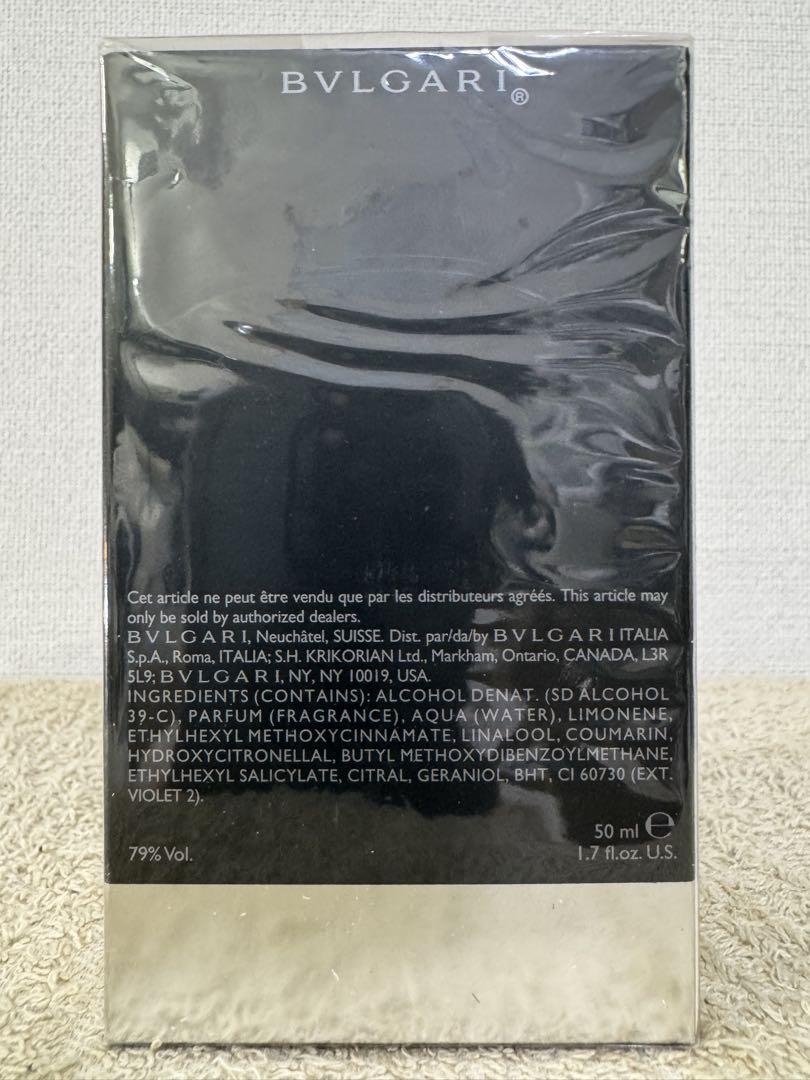 BVLGARI®
Cet article ne peut être vendu que par les distributeurs agréés. This article may
only be sold by authorized dealers.
BVLGARI, Neuchâtel, SUISSE. Dist. par/da/by BVLGARI ITALIA
S.p.A., Roma, ITALIA; S.H. KRIKORIAN Ltd., Markham, Ontario, CANADA, L3R
5L9; BVLGARI, NY, NY 10019, USA.
INGREDIENTS (CONTAINS): ALCOHOL DENAT. (SD ALCOHOL
39-C), PARFUM (FRAGRANCE), AQUA (WATER), LIMONENE,
ETHYLHEXYL METHOXYCINNAMATE, LINALOOL, COUMARIN,
HYDROXYCITRONELLAL, BUTYL METHOXYDIBENZOYLMETHANE,
ETHYLHEXYL SALICYLATE, CITRAL, GERANIOL, BHT, CI 60730 (EXT.
VIOLET 2).
50 ml ℮
79% Vol.
1.7 fl.oz. U.S.